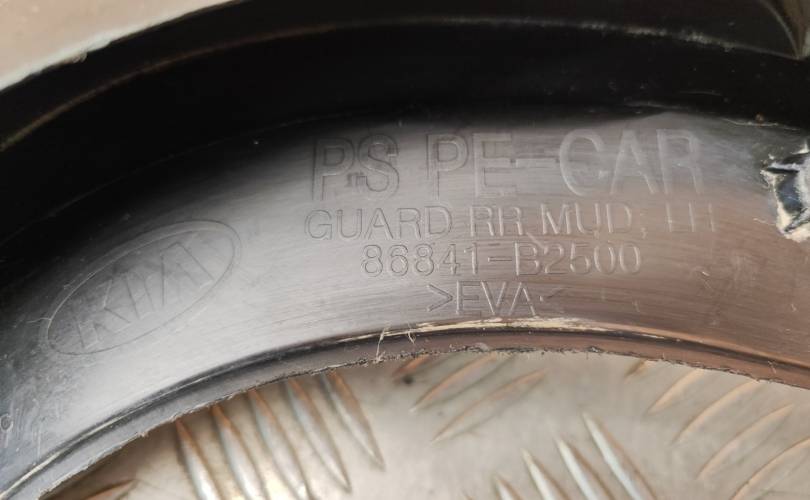 PS PE-CAR
GUARD-RR MUD, LH
86841-B2500
>EVA<
KIA